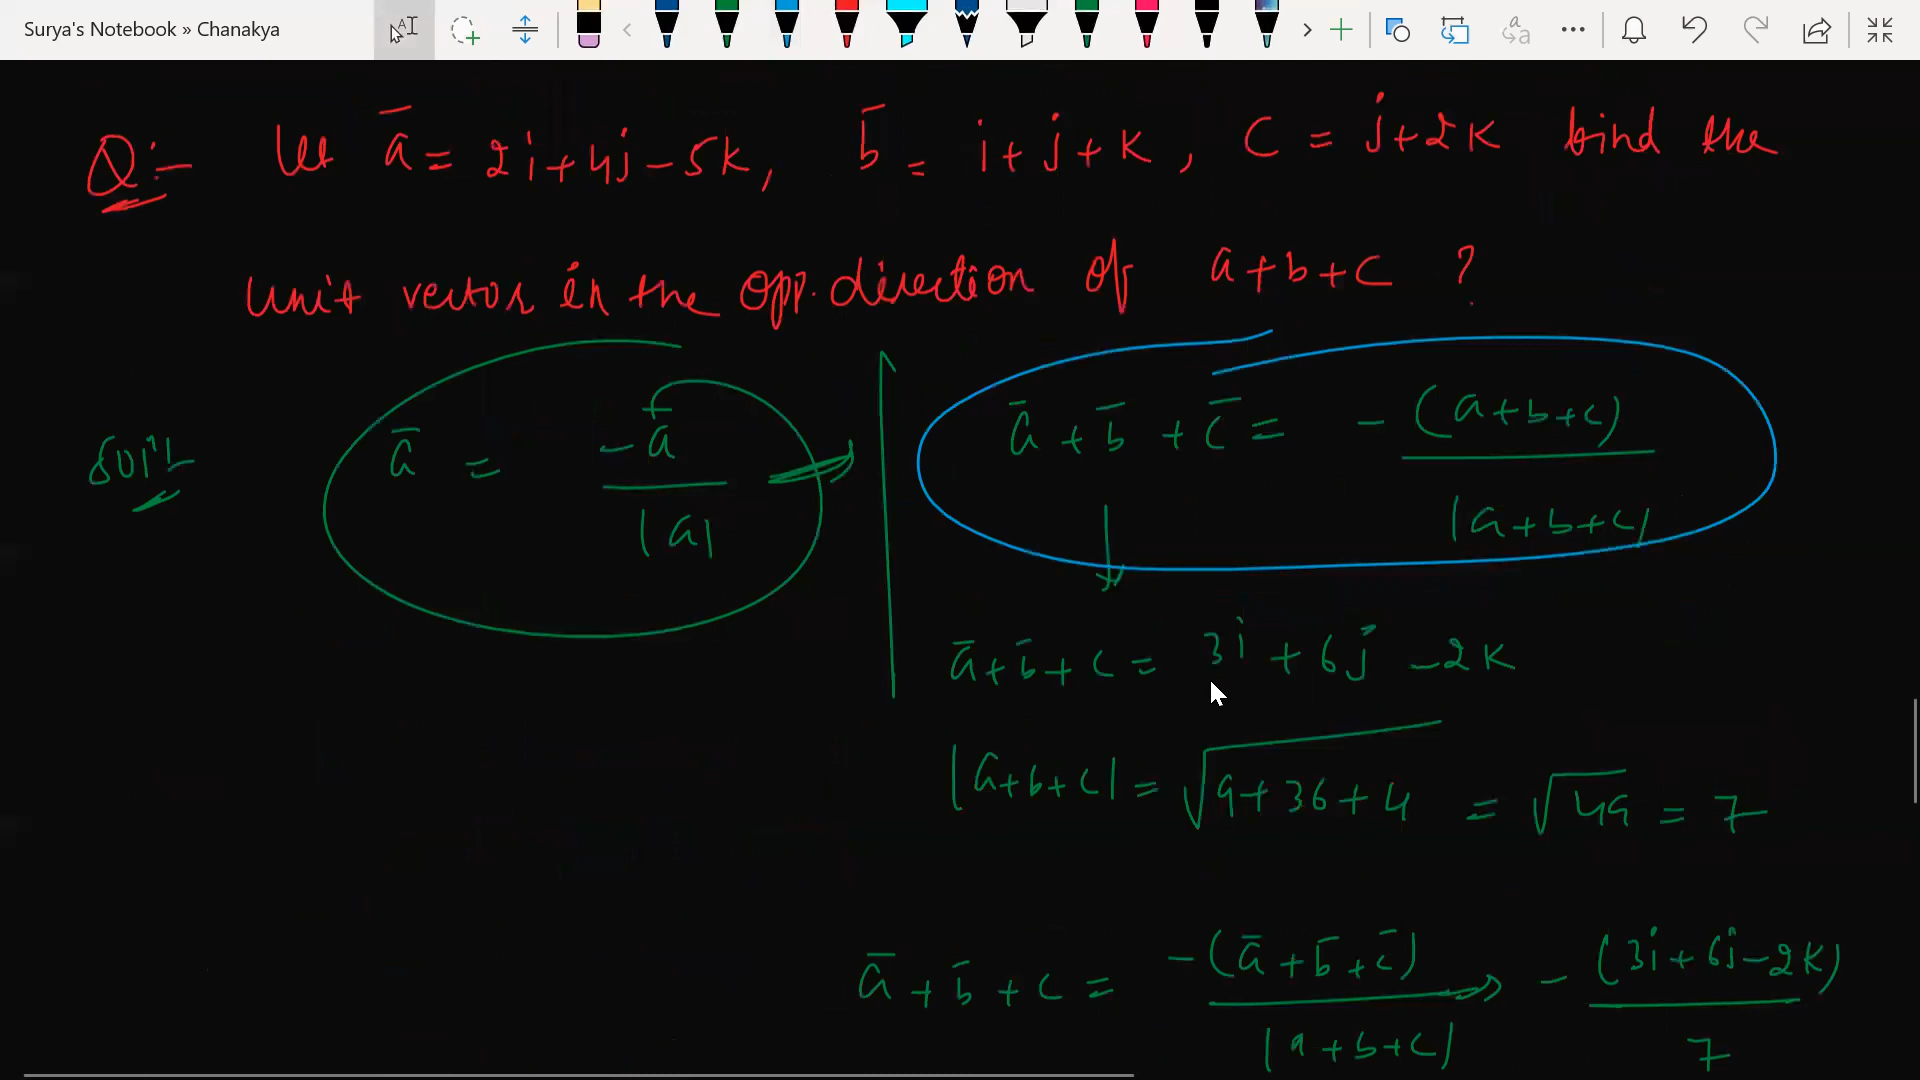 Surya's Notebook » Chanakya
Q:- Let a̅ = 2i+4j-5k, b̅ = i+j+k, C = j+2k find the
unit vector in the opp. direction of a+b+c ?
Sol:- a̅ = -a / |a|
a̅ + b̅ + c̅ = - (a+b+c) / |a+b+c|
a̅+b̅+c = 3i + 6j -2k
|a+b+c| = √9+36+4 = √49 = 7
a̅+b̅+c = -(a̅+b̅+c̅) / |a+b+c| → - (3i+6j-2k) / 7